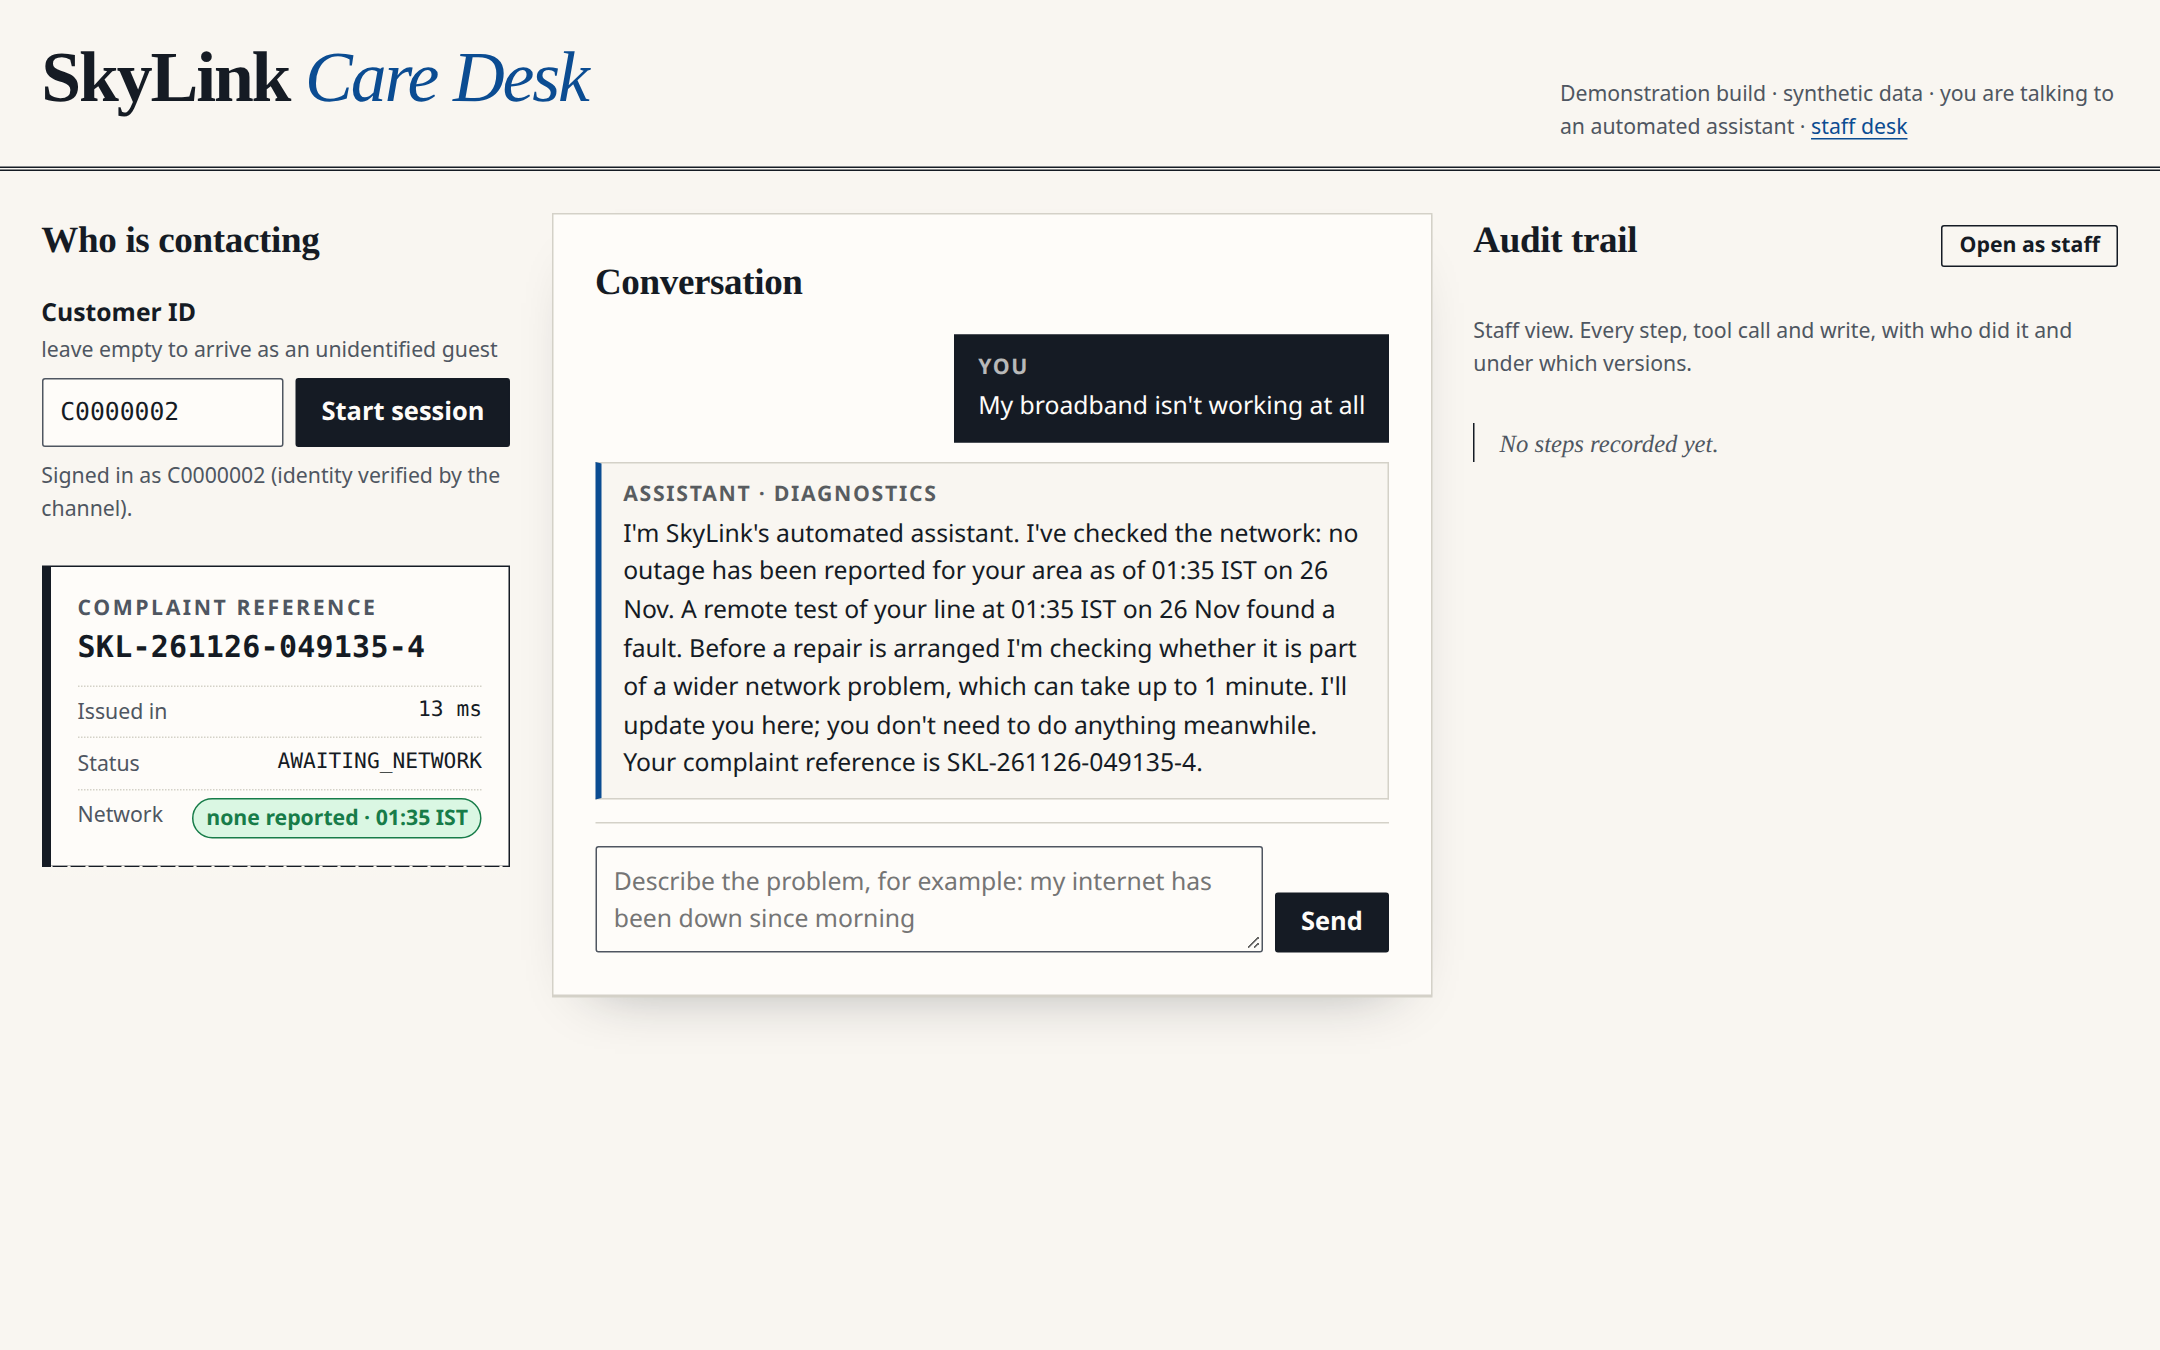 SkyLink Care Desk
Demonstration build · synthetic data · you are talking to
an automated assistant · staff desk
Who is contacting
Customer ID
leave empty to arrive as an unidentified guest
C0000002
Start session
Signed in as C0000002 (identity verified by the
channel).
COMPLAINT REFERENCE
SKL-261126-049135-4
Issued in 13 ms
Status AWAITING_NETWORK
Network none reported · 01:35 IST
Conversation
YOU
My broadband isn't working at all
ASSISTANT · DIAGNOSTICS
I'm SkyLink's automated assistant. I've checked the network: no
outage has been reported for your area as of 01:35 IST on 26
Nov. A remote test of your line at 01:35 IST on 26 Nov found a
fault. Before a repair is arranged I'm checking whether it is part
of a wider network problem, which can take up to 1 minute. I'll
update you here; you don't need to do anything meanwhile.
Your complaint reference is SKL-261126-049135-4.
Describe the problem, for example: my internet has
been down since morning
Send
Audit trail
Open as staff
Staff view. Every step, tool call and write, with who did it and
under which versions.
No steps recorded yet.